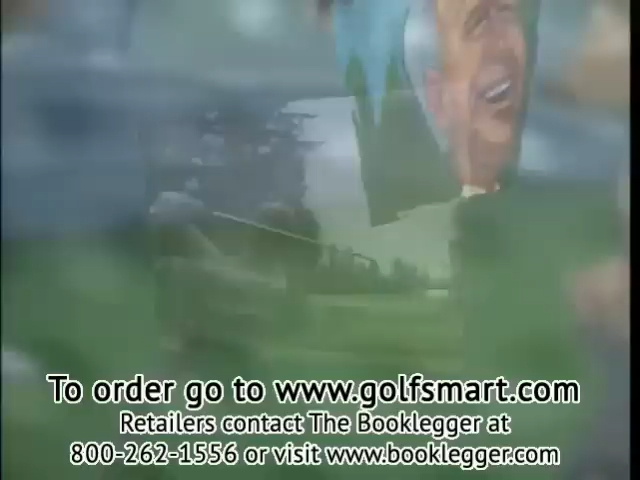 To order go to www.golfsmart.com
Retailers contact The Booklegger at
800-262-1556 or visit www.booklegger.com